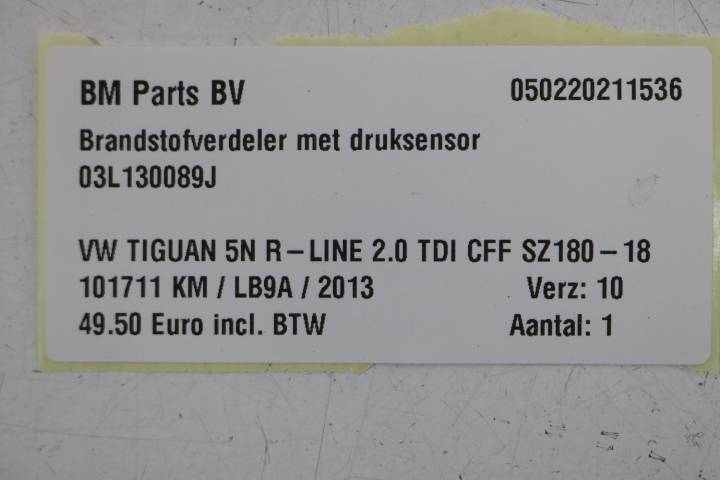 BM Parts BV 050220211536
Brandstofverdeler met druksensor
03L130089J
VW TIGUAN 5N R-LINE 2.0 TDI CFF SZ180-18
101711 KM / LB9A / 2013 Verz: 10
49.50 Euro incl. BTW Aantal: 1